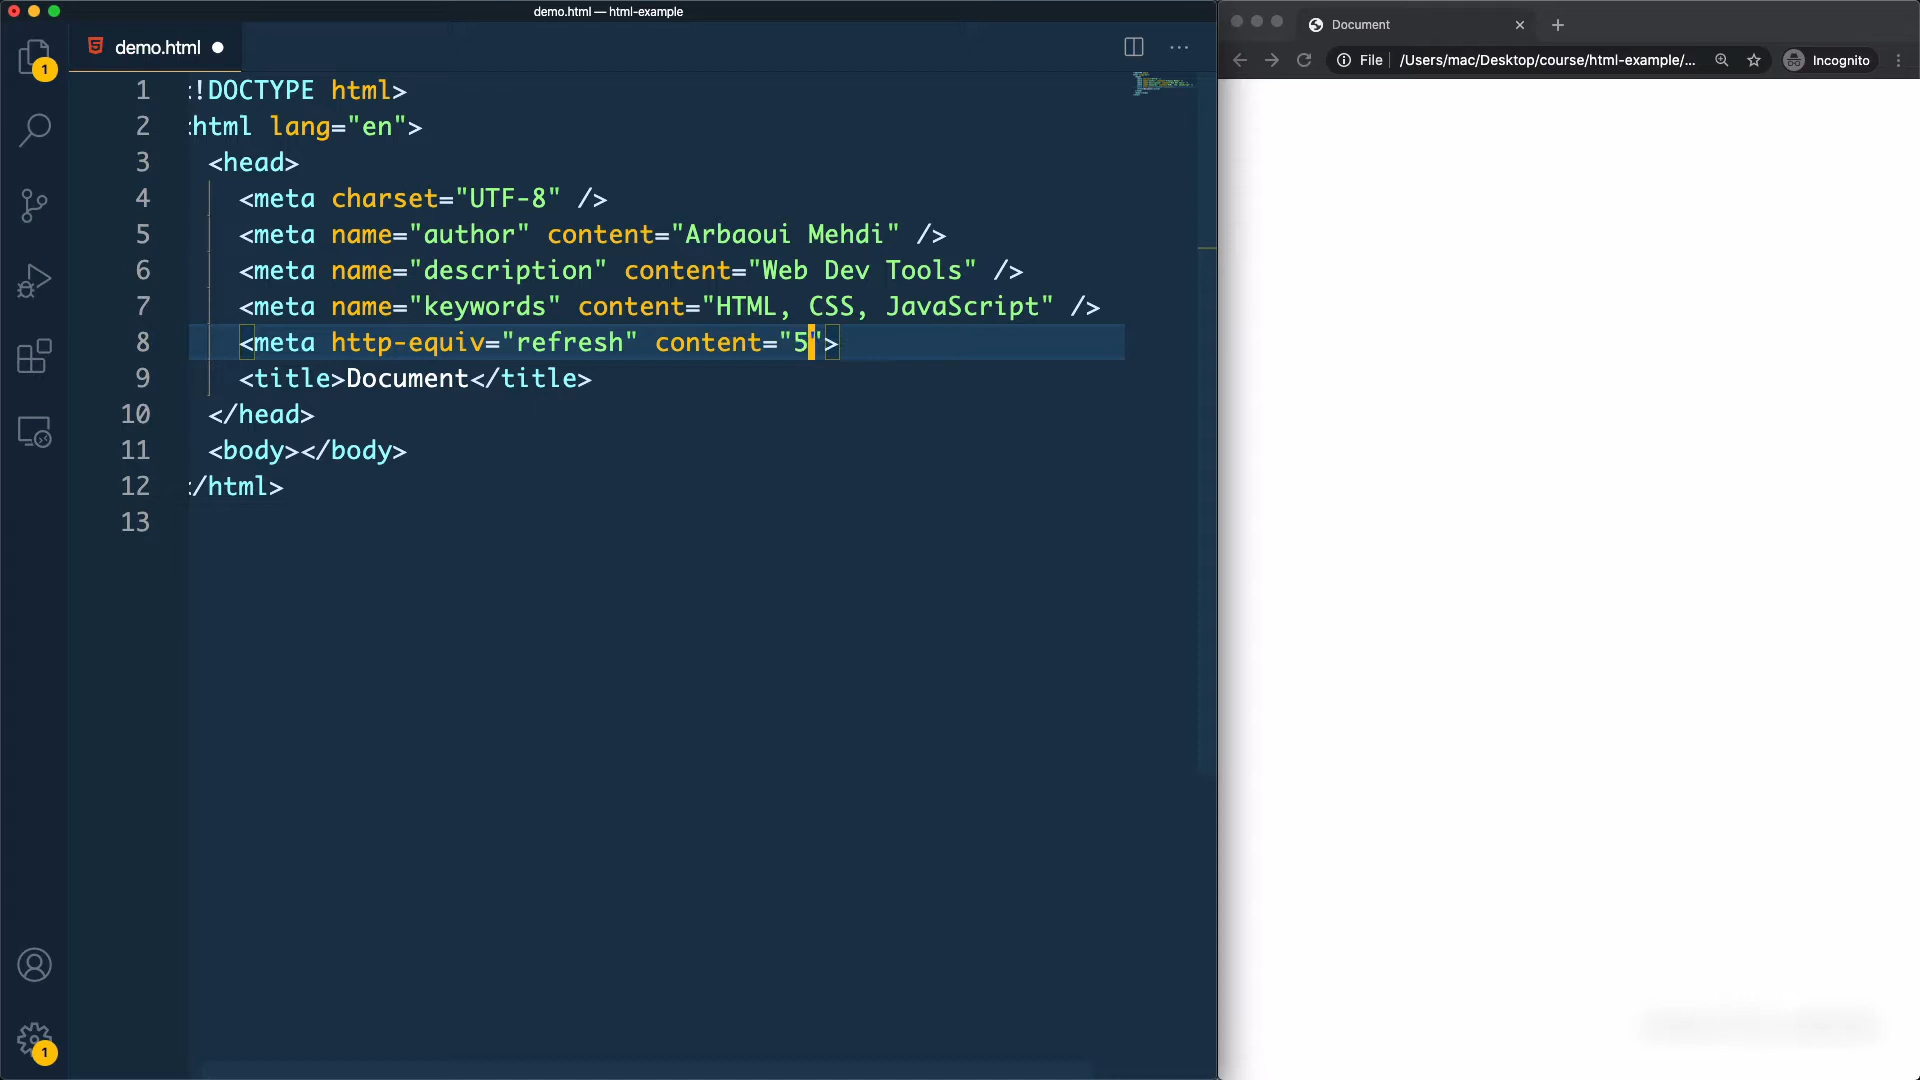 demo.html — html-example
demo.html
1 !DOCTYPE html>
2 html lang="en">
3 <head>
4 <meta charset="UTF-8" />
5 <meta name="author" content="Arbaoui Mehdi" />
6 <meta name="description" content="Web Dev Tools" />
7 <meta name="keywords" content="HTML, CSS, JavaScript" />
8 <meta http-equiv="refresh" content="5">
9 <title>Document</title>
10 </head>
11 <body></body>
12 /html>
13
1
1
Document
File /Users/mac/Desktop/course/html-example/... Incognito